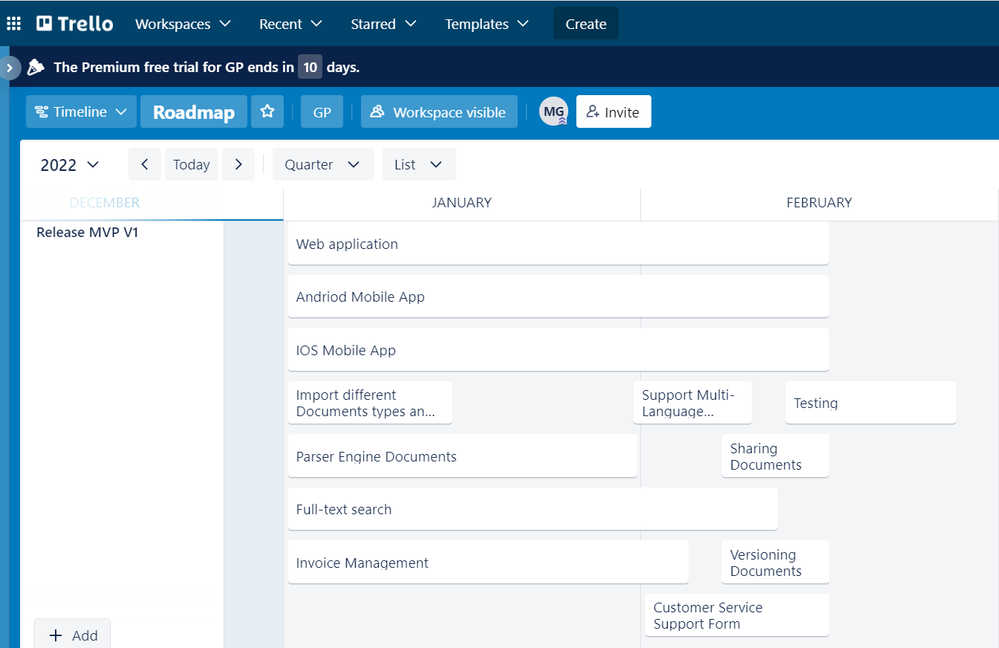 Trello Workspaces Recent Starred Templates Create
The Premium free trial for GP ends in 10 days.
Timeline Roadmap GP Workspace visible MG Invite
2022 Today Quarter List
DECEMBER JANUARY FEBRUARY
Release MVP V1
Web application
Andriod Mobile App
IOS Mobile App
Import different
Documents types an...
Support Multi-
Language...
Testing
Parser Engine Documents
Sharing
Documents
Full-text search
Invoice Management
Versioning
Documents
Customer Service
Support Form
+ Add